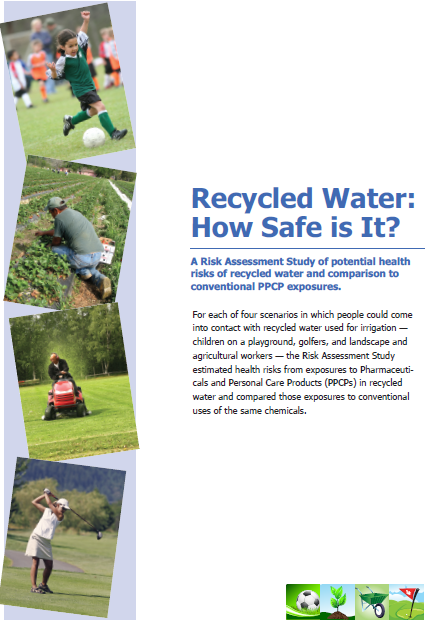 Recycled Water:
How Safe is It?
A Risk Assessment Study of potential health
risks of recycled water and comparison to
conventional PPCP exposures.
For each of four scenarios in which people could come
into contact with recycled water used for irrigation —
children on a playground, golfers, and landscape and
agricultural workers — the Risk Assessment Study
estimated health risks from exposures to Pharmaceuti-
cals and Personal Care Products (PPCPs) in recycled
water and compared those exposures to conventional
uses of the same chemicals.